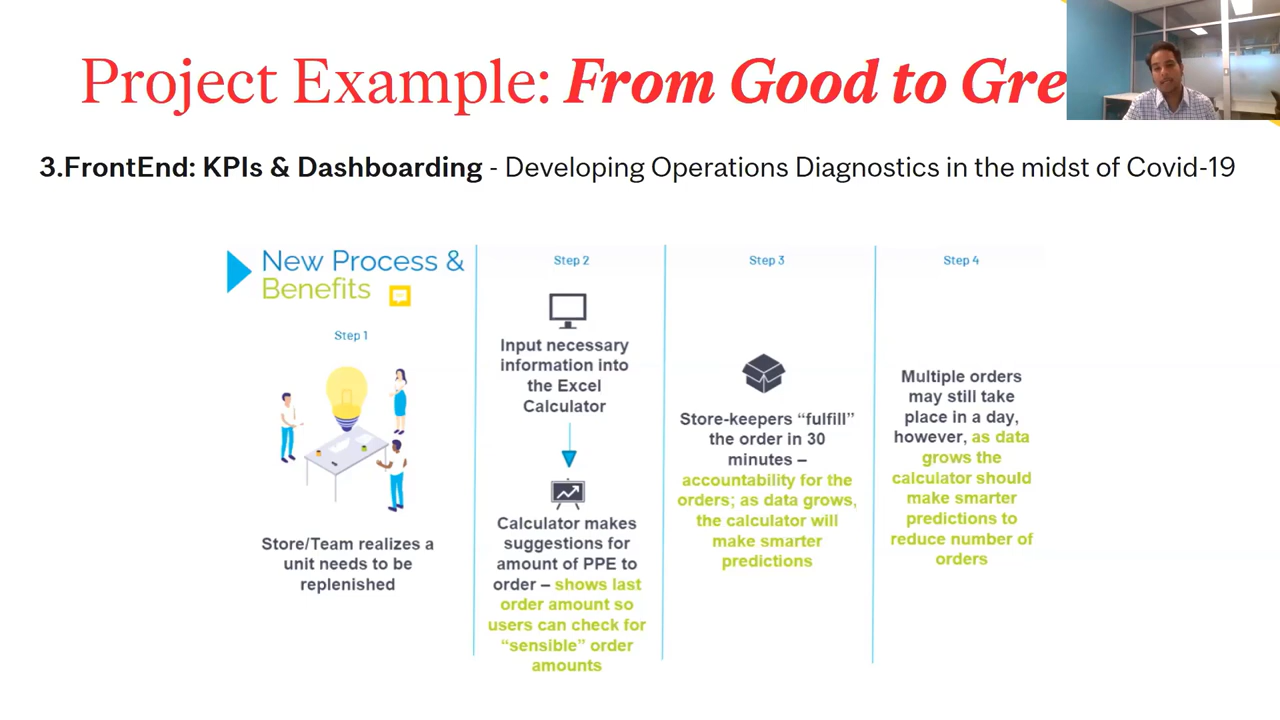 Project Example: From Good to Gre
3.FrontEnd: KPIs & Dashboarding - Developing Operations Diagnostics in the midst of Covid-19
New Process &
Benefits
Step 1
Store/Team realizes a
unit needs to be
replenished
Step 2
Input necessary
information into
the Excel
Calculator
Calculator makes
suggestions for
amount of PPE to
order – shows last
order amount so
users can check for
“sensible” order
amounts
Step 3
Store-keepers “fulfill”
the order in 30
minutes –
accountability for the
orders; as data grows,
the calculator will
make smarter
predictions
Step 4
Multiple orders
may still take
place in a day,
however, as data
grows the
calculator should
make smarter
predictions to
reduce number of
orders